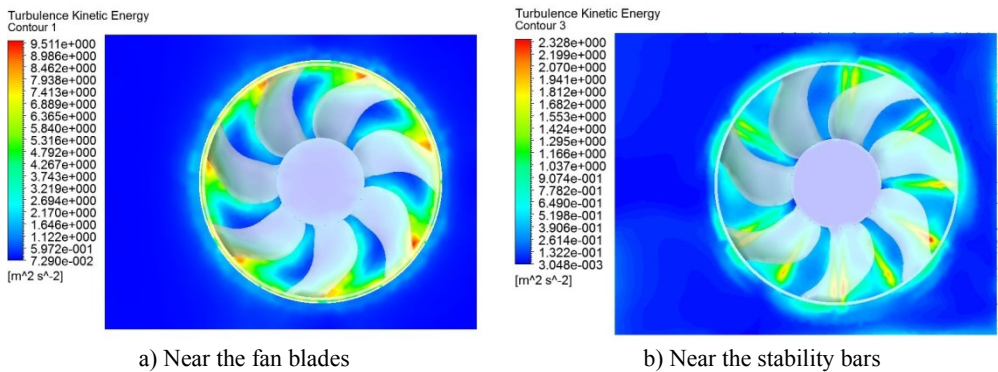 Turbulence Kinetic Energy
Contour 1
9.511e+000
8.986e+000
8.462e+000
7.938e+000
7.413e+000
6.889e+000
6.365e+000
5.840e+000
5.316e+000
4.792e+000
4.267e+000
3.743e+000
3.219e+000
2.694e+000
2.170e+000
1.646e+000
1.122e+000
5.972e-001
7.290e-002
[m^2 s^-2]
a) Near the fan blades
Turbulence Kinetic Energy
Contour 3
2.328e+000
2.199e+000
2.070e+000
1.941e+000
1.812e+000
1.682e+000
1.553e+000
1.424e+000
1.295e+000
1.166e+000
1.037e+000
9.074e-001
7.782e-001
6.490e-001
5.198e-001
3.906e-001
2.614e-001
1.322e-001
3.048e-003
[m^2 s^-2]
b) Near the stability bars